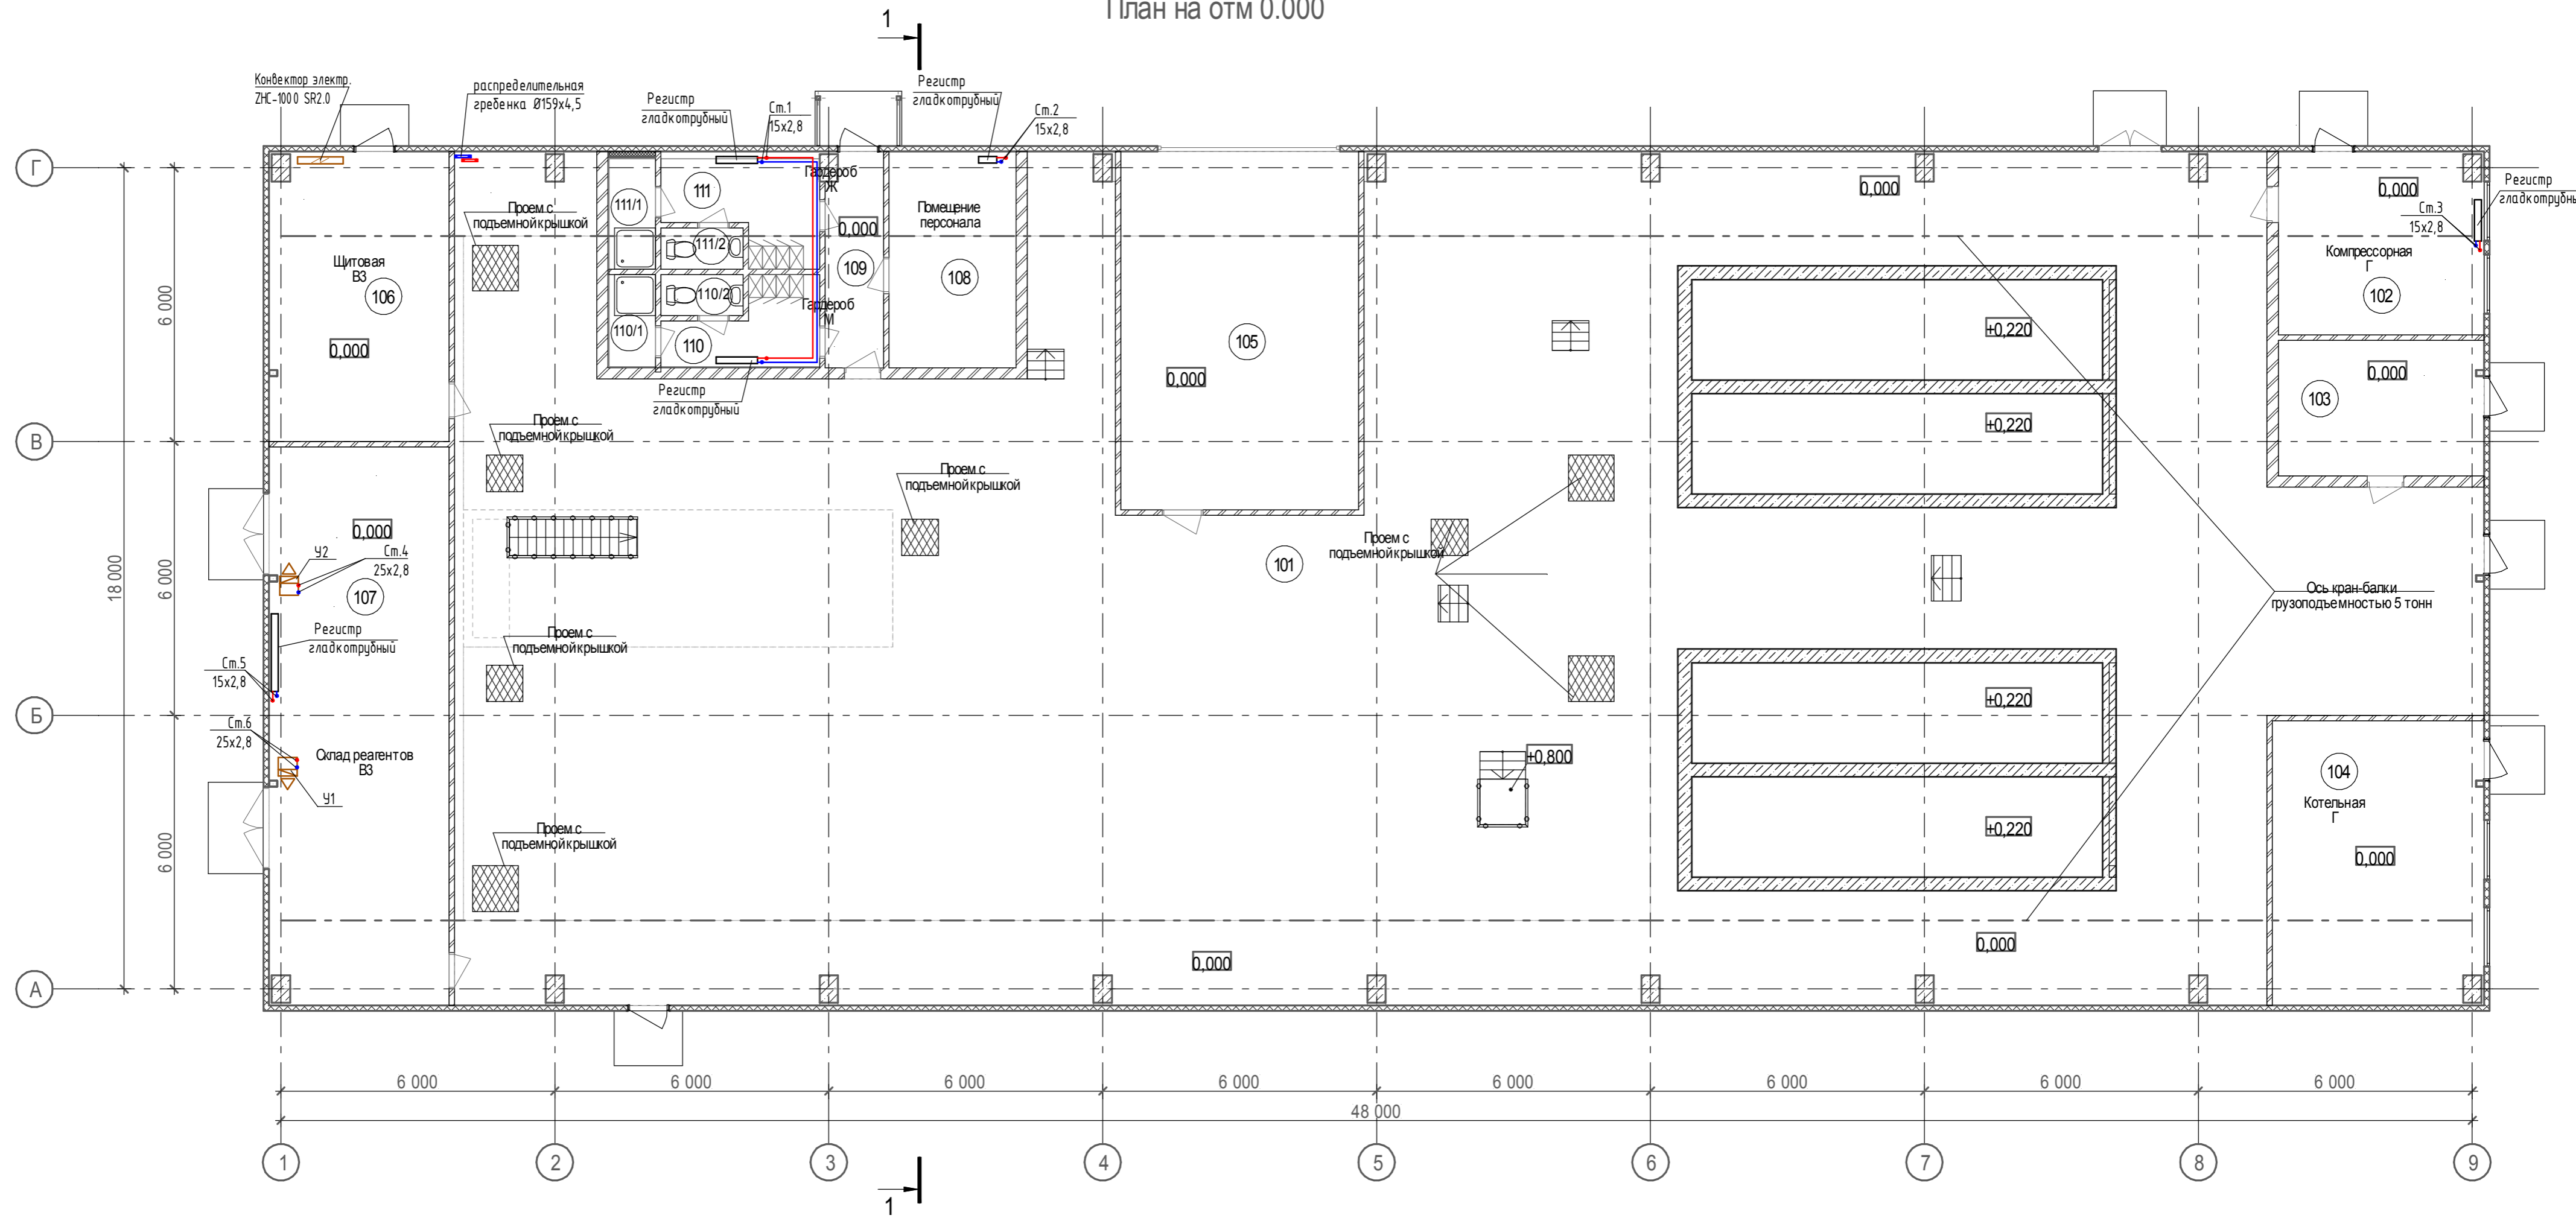 План на отм 0.000
1
Конвектор электр.
ZHC-1000 SR2.0
распределительная
гребенка Ø159x4,5
Регистр
гладкотрубный
Ст.1
15x2,8
Регистр
гладкотрубный
Ст.2
15x2,8
Г
Гардероб
Ж
111
111/1
111/2
0,000
109
Помещение
персонала
108
Проем с
подъемной крышкой
Щитовая
В3
106
0,000
110/2
110/1
110
Гардероб
М
Регистр
гладкотрубный
105
0,000
0,000
0,000
Регистр
Ст.3
15x2,8
Компрессорная
Г
102
+0,220
+0,220
0,000
103
6 000
В
Проем с
подъемной крышкой
Проем с
подъемной крышкой
Проем с
подъемной крышкой
101
0,000
У2
Ст.4
25x2,8
107
18 000
6 000
Регистр
гладкотрубный
Ст.5
15x2,8
Проем с
подъемной крышкой
Ось кран-балки
грузоподъемностью 5 тонн
+0,220
Б
Ст.6
25x2,8
Склад реагентов
В3
У1
+0,800
104
Котельная
Г
+0,220
0,000
6 000
Проем с
подъемной крышкой
0,000
0,000
А
6 000
6 000
6 000
6 000
6 000
6 000
6 000
6 000
48 000
1
2
3
4
5
6
7
8
9
1